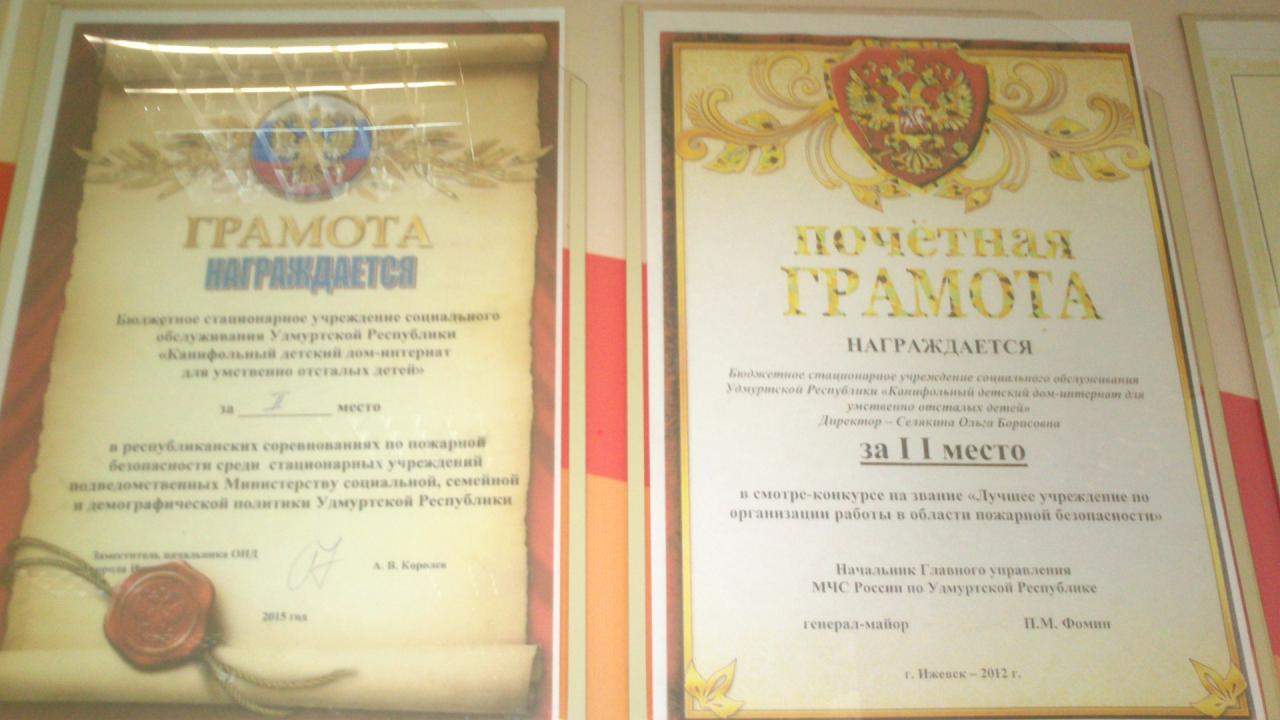 ГРАМОТА
НАГРАЖДАЕТСЯ
Бюджетное стационарное учреждение социального
обслуживания Удмуртской Республики
«Канифольный детский дом-интернат
для умственно отсталых детей»
за II место
в республиканских соревнованиях по пожарной
безопасности среди стационарных учреждений
подведомственных Министерству социальной, семейной
и демографической политики Удмуртской Республики
Заместитель начальника ОНД
А. В. Королев
2015 год
почётная
ГРАМОТА
НАГРАЖДАЕТСЯ
Бюджетное стационарное учреждение социального обслуживания
Удмуртской Республики «Канифольный детский дом-интернат для
умственно отсталых детей»
Директор – Селякина Ольга Борисовна
за I I место
в смотре-конкурсе на звание «Лучшее учреждение по
организации работы в области пожарной безопасности»
Начальник Главного управления
МЧС России по Удмуртской Республике
генерал-майор П.М. Фомин
г. Ижевск – 2012 г.